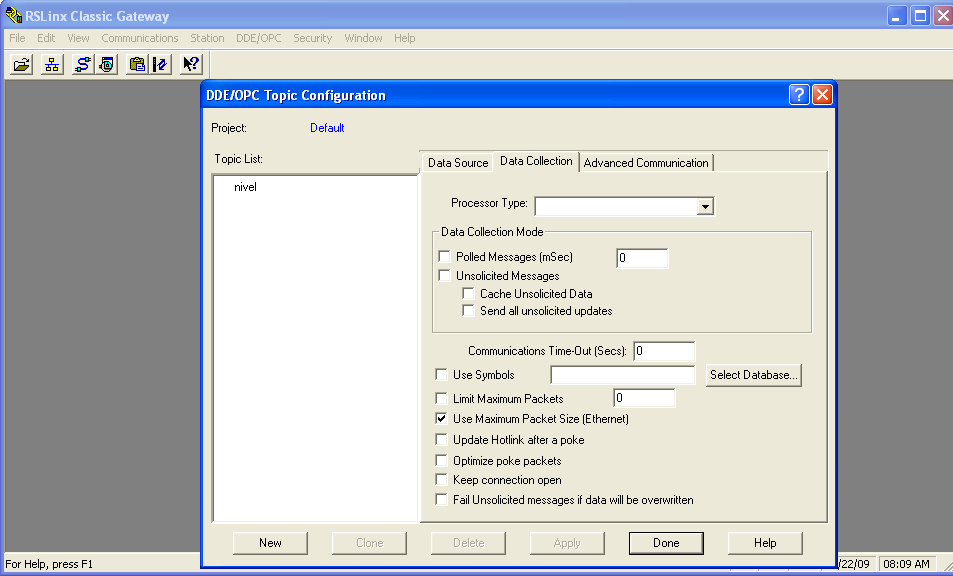 RSLinx Classic Gateway
File Edit View Communications Station DDE/OPC Security Window Help
DDE/OPC Topic Configuration
Project: Default
Topic List:
nivel
Data Source Data Collection Advanced Communication
Processor Type:
Data Collection Mode
Polled Messages (mSec) 0
Unsolicited Messages
Cache Unsolicited Data
Send all unsolicited updates
Communications Time-Out (Secs): 0
Use Symbols Select Database...
Limit Maximum Packets 0
Use Maximum Packet Size (Ethernet)
Update Hotlink after a poke
Optimize poke packets
Keep connection open
Fail Unsolicited messages if data will be overwritten
New Clone Delete Apply Done Help
For Help, press F1 /22/09 08:09 AM